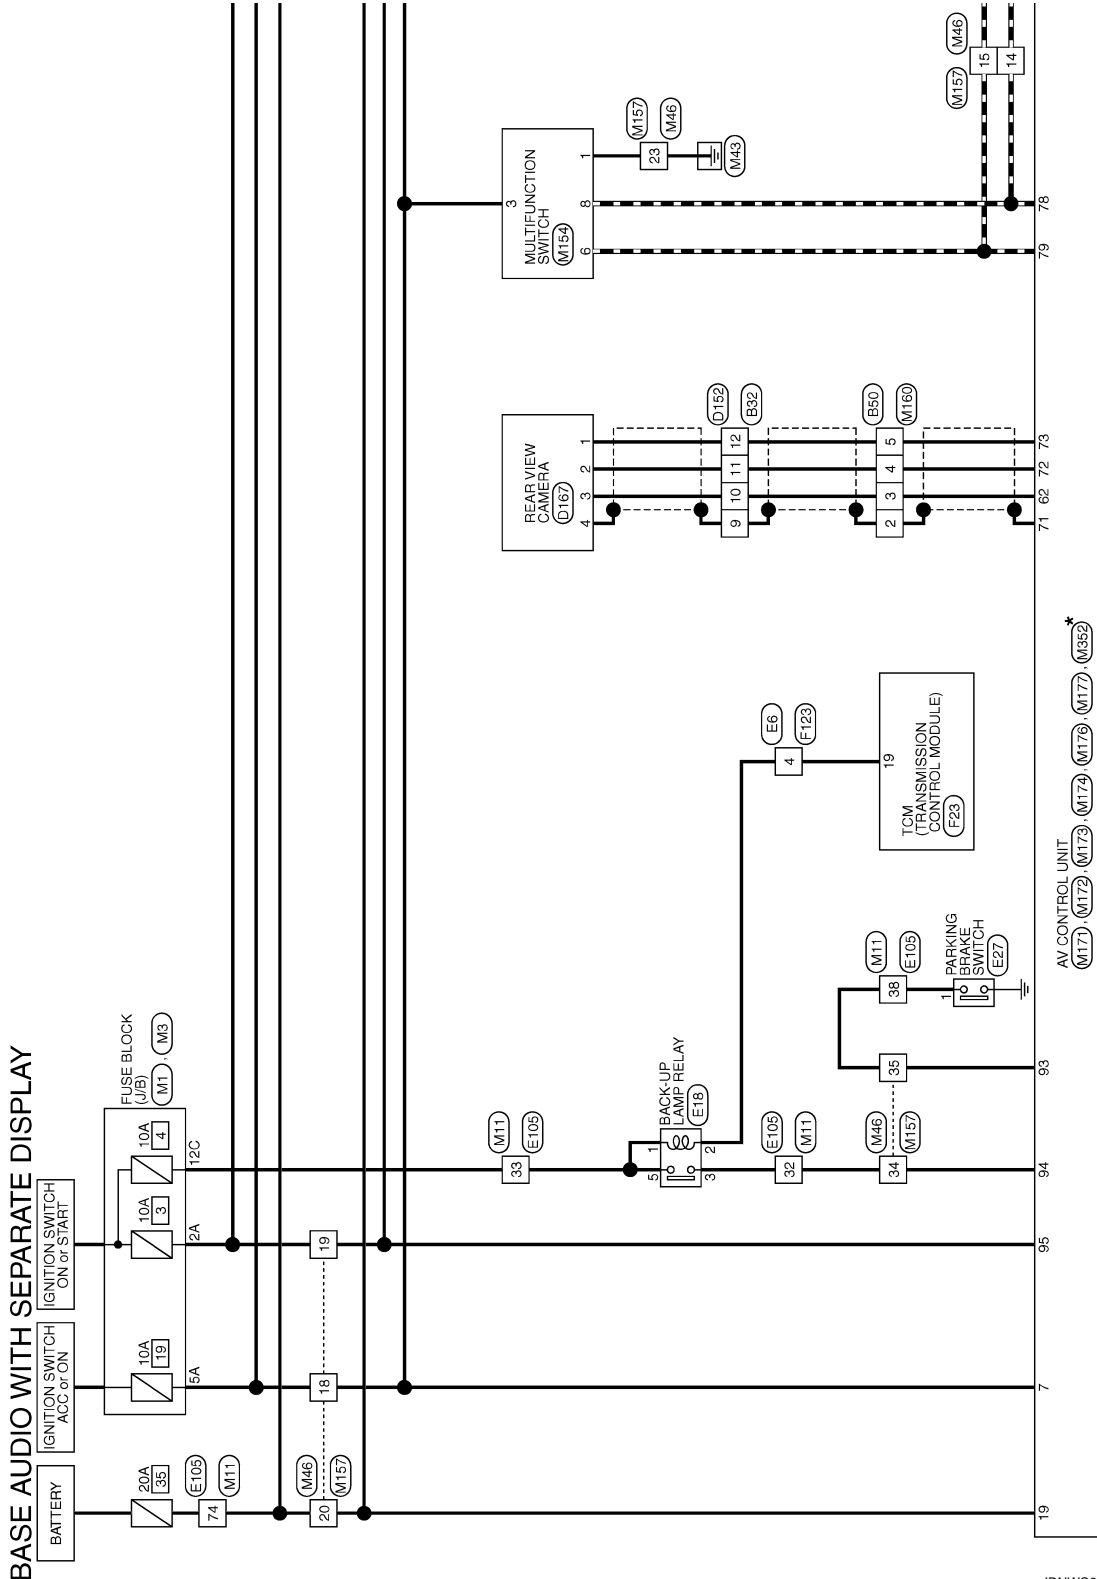 BASE AUDIO WITH SEPARATE DISPLAY
BATTERY
IGNITION SWITCH
ACC or ON
IGNITION SWITCH
ON or START
20A
35
10A
19
10A
3
10A
4
FUSE BLOCK
(J/B)
M1 , M3
E105
74
M11
5A
2A
12C
M46
20
18
19
M157
M11
33
E105
BACK-UP
LAMP RELAY
E18
5
1
3
2
E105
32
M11
M46
34
35
M157
M11
38
E105
1
PARKING
BRAKE
SWITCH
E27
E6
4
F123
19
TCM
(TRANSMISSION
CONTROL MODULE)
F23
REAR VIEW
CAMERA
D167
4
3
2
1
9
10
11
12
D152
B32
2
3
4
5
B50
M160
3
MULTIFUNCTION
SWITCH
M154
6
8
1
M157
23
M46
M43
M157
M46
15
14
19
7
95
94
93
71
62
72
73
79
78
AV CONTROL UNIT
M171 , M172 , M173 , M174 , M176 , M177 , M352 *